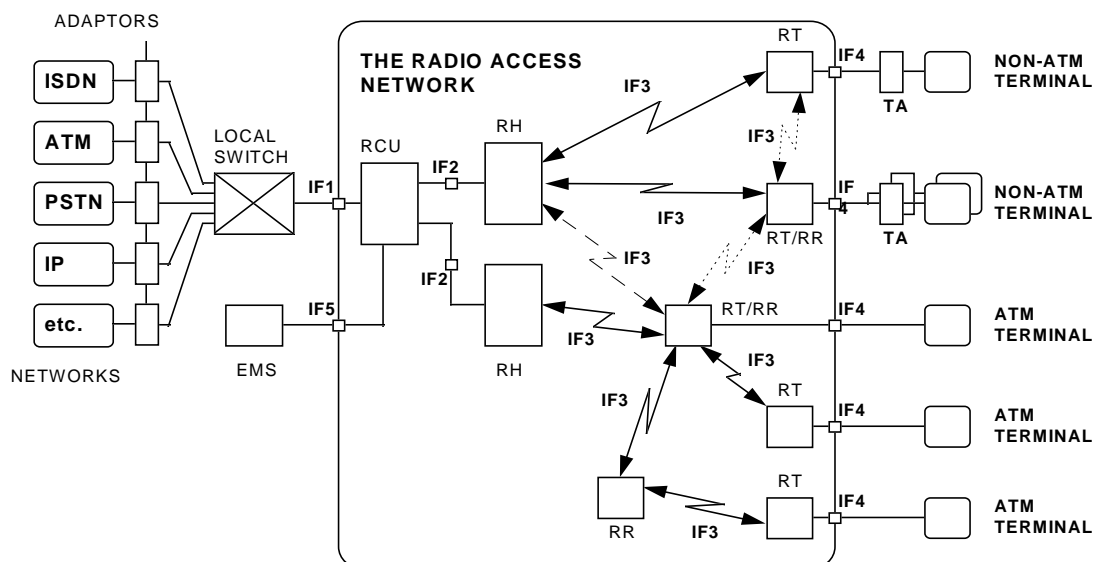 ADAPTORS
ISDN
ATM
PSTN
IP
etc.
NETWORKS
LOCAL
SWITCH
EMS
IF1
IF5
THE RADIO ACCESS
NETWORK
RCU
IF2
IF2
RH
RH
IF3
IF3
IF3
IF3
IF3
IF3
IF3
IF3
IF3
RT
RT/RR
RT/RR
RT
RR
RT
IF4
IF
4
IF4
IF4
IF4
TA
TA
NON-ATM
TERMINAL
NON-ATM
TERMINAL
ATM
TERMINAL
ATM
TERMINAL
ATM
TERMINAL